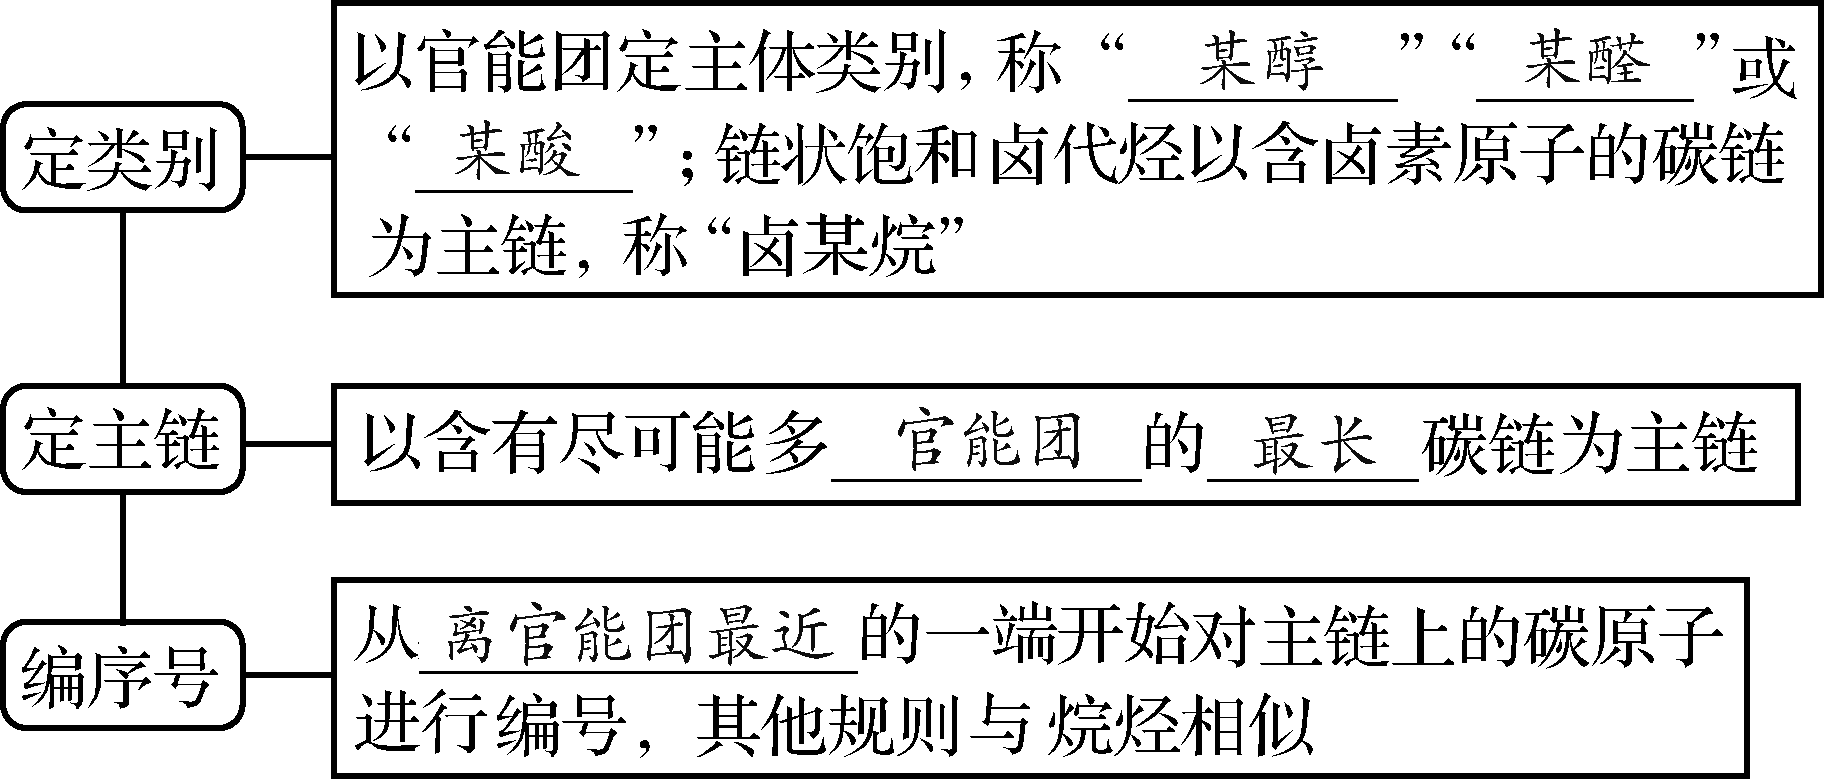 定类别
以官能团定主体类别，称“某醇”“某醛”或
“某酸”；链状饱和卤代烃以含卤素原子的碳链
为主链，称“卤某烷”
定主链
以含有尽可能多官能团的最长碳链为主链
编序号
从离官能团最近的一端开始对主链上的碳原子
进行编号，其他规则与烷烃相似